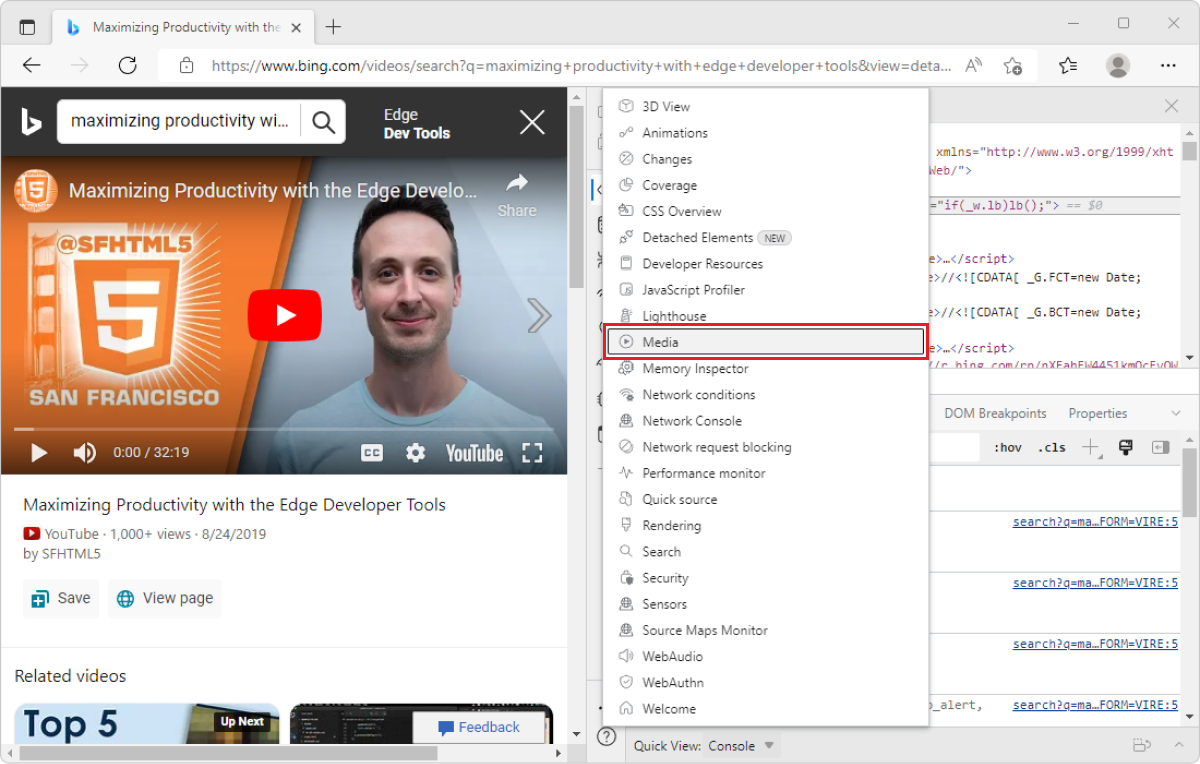 Maximizing Productivity with the
https://www.bing.com/videos/search?q=maximizing+productivity+with+edge+developer+tools&view=deta...
maximizing productivity wi...
Edge
Dev Tools
Maximizing Productivity with the Edge Develo...
Share
@SFHTML5
5
SAN FRANCISCO
0:00 / 32:19
CC
YouTube
Maximizing Productivity with the Edge Developer Tools
YouTube · 1,000+ views · 8/24/2019
by SFHTML5
Save
View page
Related videos
Top 5
Up Next
Feedback
3D View
Animations
Changes
Coverage
CSS Overview
Detached Elements NEW
Developer Resources
JavaScript Profiler
Lighthouse
Media
Memory Inspector
Network conditions
Network Console
Network request blocking
Performance monitor
Quick source
Rendering
Search
Security
Sensors
Source Maps Monitor
WebAudio
WebAuthn
Welcome
Quick View: Console
xmlns="http://www.w3.org/1999/xht
Web/">
="if(_w.lb)lb();"> == $0
e>…</script>
e>//<![CDATA[ _G.FCT=new Date;
e>//<![CDATA[ _G.BCT=new Date;
e>…</script>
DOM Breakpoints
Properties
:hov
.cls
search?q=ma…FORM=VIRE:5
search?q=ma…FORM=VIRE:5
search?q=ma…FORM=VIRE:5
_alert, search?q=ma…FORM=VIRE:5